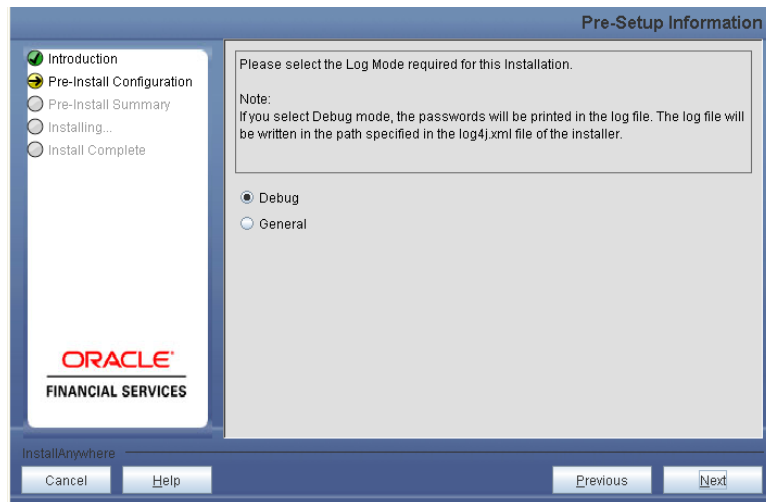 Pre-Setup Information
Introduction
Pre-Install Configuration
Pre-Install Summary
Installing...
Install Complete
Please select the Log Mode required for this Installation.
Note:
If you select Debug mode, the passwords will be printed in the log file. The log file will
be written in the path specified in the log4j.xml file of the installer.
Debug
General
ORACLE
FINANCIAL SERVICES
InstallAnywhere
Cancel
Help
Previous
Next